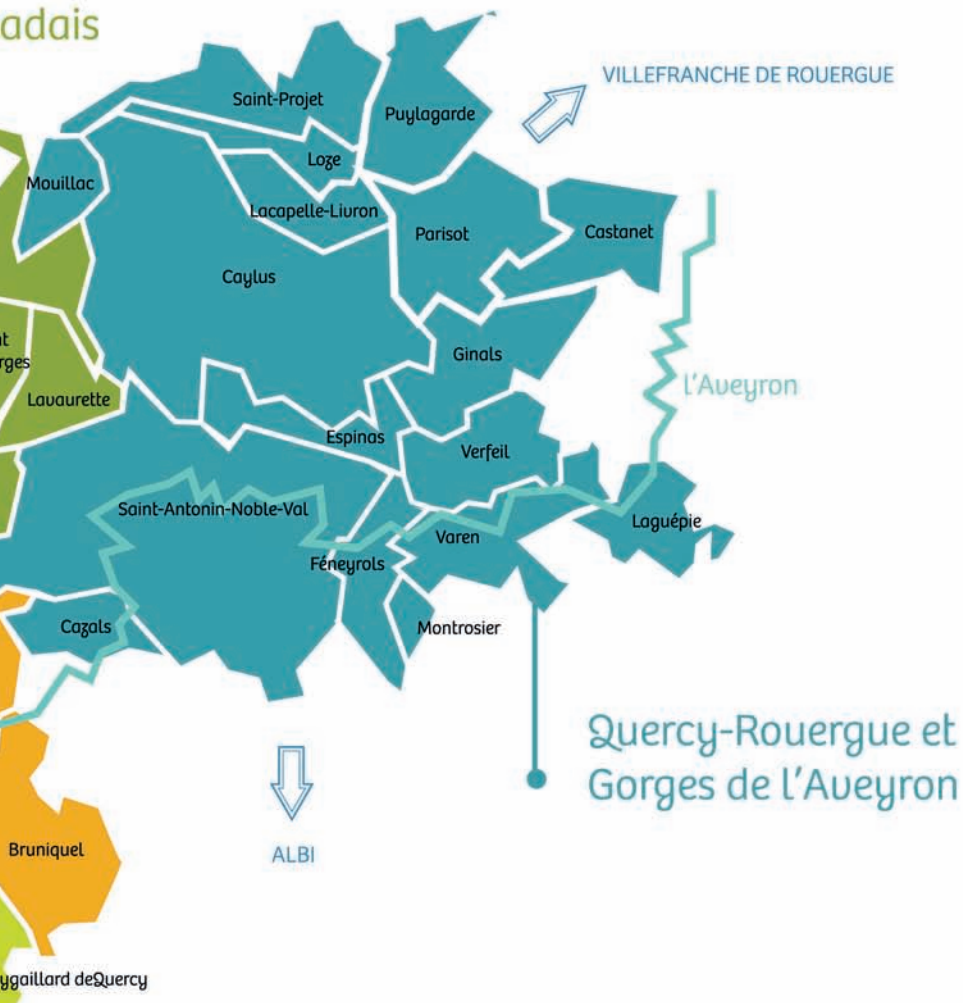 adais
VILLEFRANCHE DE ROUERGUE
Saint-Projet
Puylagarde
Loze
Mouillac
Lacapelle-Livron
Parisot
Castanet
Caylus
rges
Ginals
l'Aveyron
Lavaurette
Espinas
Verfeil
Saint-Antonin-Noble-Val
Laguépie
Varen
Féneyrols
Cazals
Montrosier
Quercy-Rouergue et
Gorges de l'Aveyron
ALBI
Bruniquel
ygaillard deQuercy